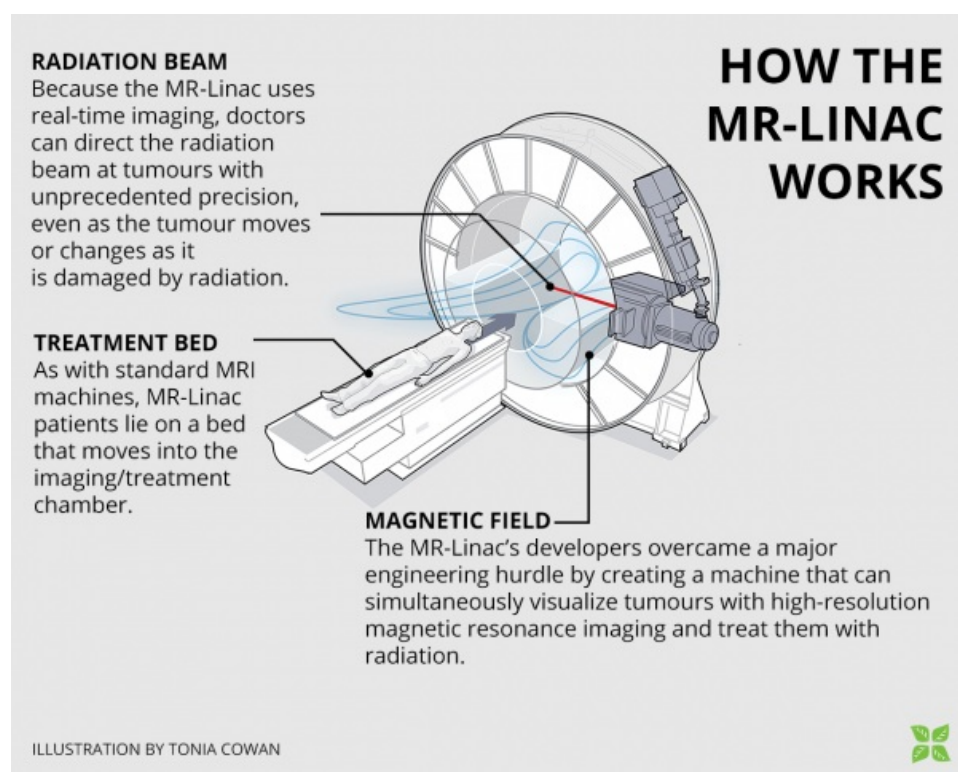 HOW THE
MR-LINAC
WORKS
RADIATION BEAM
Because the MR-Linac uses
real-time imaging, doctors
can direct the radiation
beam at tumours with
unprecedented precision,
even as the tumour moves
or changes as it
is damaged by radiation.
TREATMENT BED
As with standard MRI
machines, MR-Linac
patients lie on a bed
that moves into the
imaging/treatment
chamber.
MAGNETIC FIELD
The MR-Linac’s developers overcame a major
engineering hurdle by creating a machine that can
simultaneously visualize tumours with high-resolution
magnetic resonance imaging and treat them with
radiation.
ILLUSTRATION BY TONIA COWAN